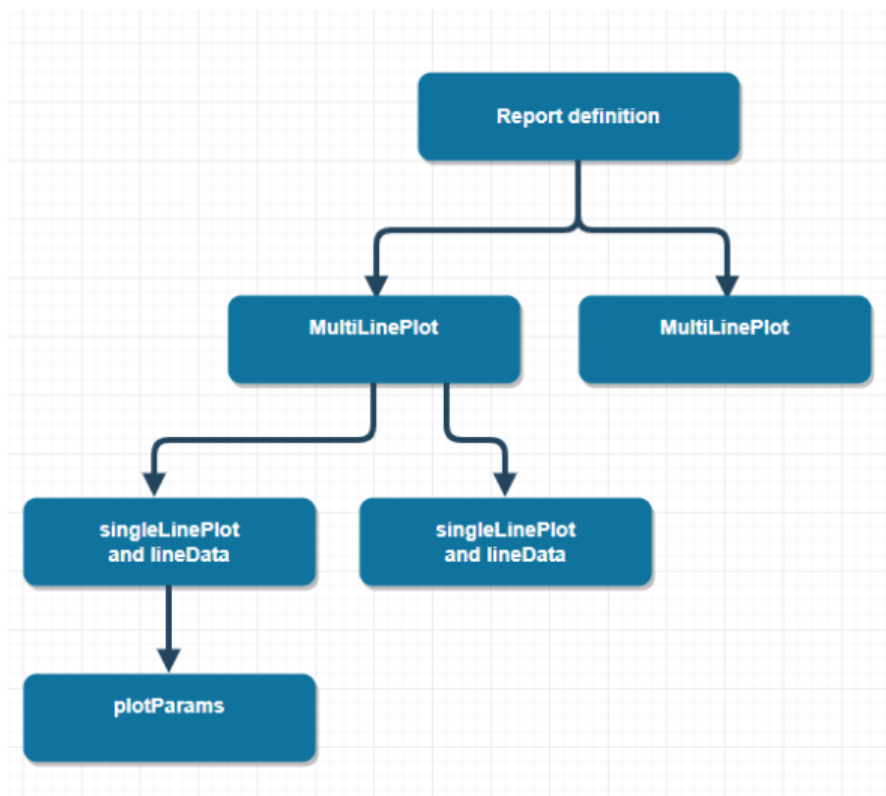 Report definition
MultiLinePlot
MultiLinePlot
singleLinePlot
and lineData
singleLinePlot
and lineData
plotParams